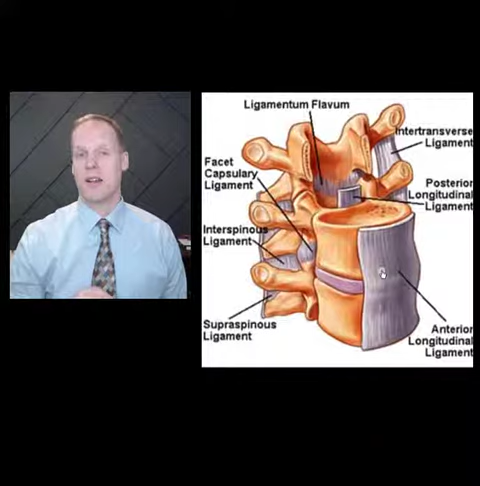 Ligamentum Flavum
Intertransverse
Ligament
Facet
Capsulary
Ligament
Posterior
Longitudinal
Ligament
Interspinous
Ligament
Supraspinous
Ligament
Anterior
Longitudinal
Ligament